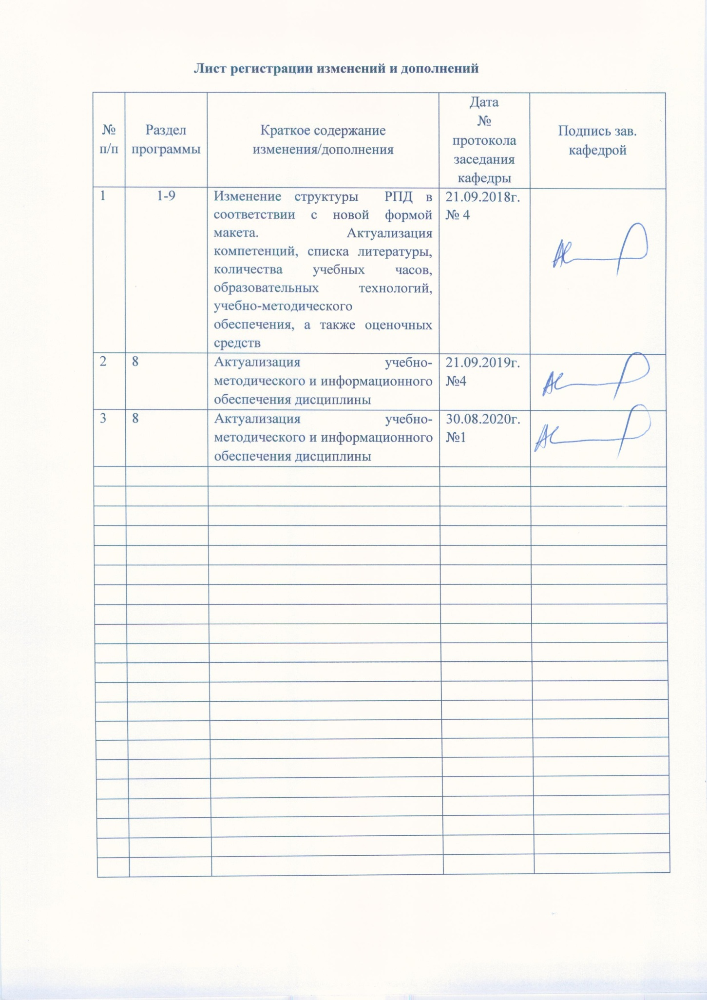 Лист регистрации изменений и дополнений
№
п/п
Раздел
программы
Краткое содержание
изменения/дополнения
Дата
№
протокола
заседания
кафедры
Подпись зав.
кафедрой
1
1-9
Изменение структуры РПД в
соответствии с новой формой
макета. Актуализация
компетенций, списка литературы,
количества учебных часов,
образовательных технологий,
учебно-методического
обеспечения, а также оценочных
средств
21.09.2018г.
№ 4
2
8
Актуализация учебно-
методического и информационного
обеспечения дисциплины
21.09.2019г.
№4
3
8
Актуализация учебно-
методического и информационного
обеспечения дисциплины
30.08.2020г.
№1